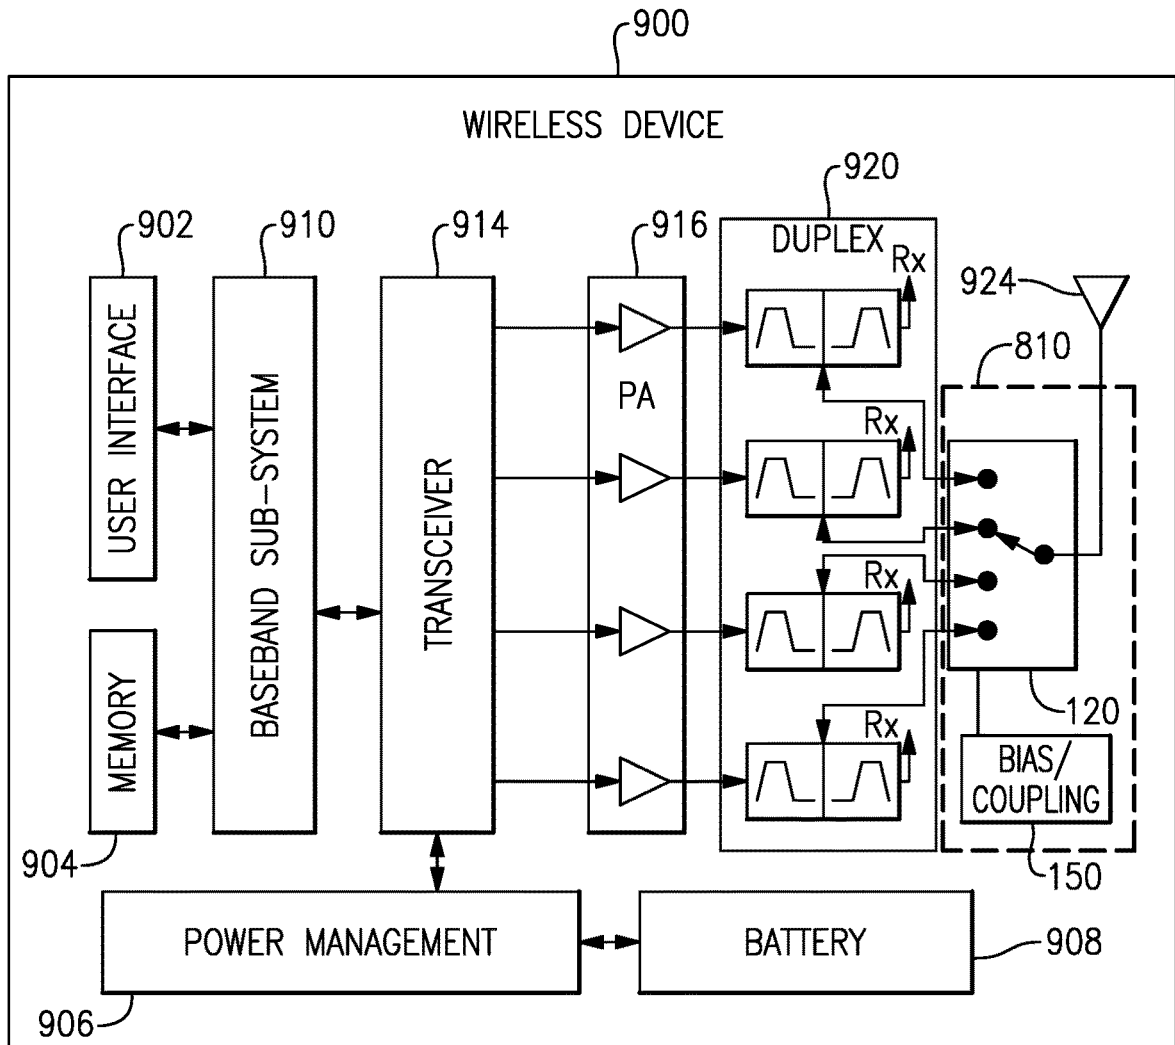 900
WIRELESS DEVICE
920
902
910
914
916
DUPLEX
Rx
924
810
USER INTERFACE
BASEBAND SUB-SYSTEM
TRANSCEIVER
PA
Rx
Rx
MEMORY
120
Rx
BIAS/
COUPLING
904
150
POWER MANAGEMENT
BATTERY
908
906